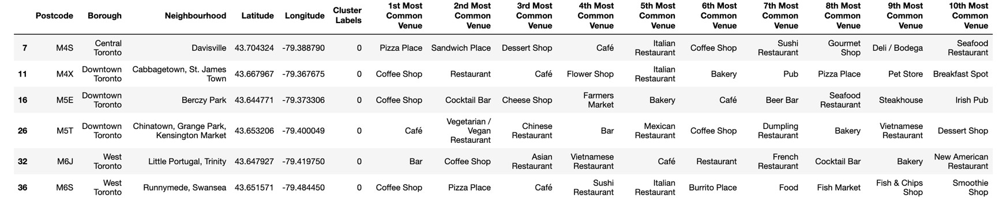 Postcode Borough Neighbourhood Latitude Longitude Cluster Labels 1st Most Common Venue 2nd Most Common Venue 3rd Most Common Venue 4th Most Common Venue 5th Most Common Venue 6th Most Common Venue 7th Most Common Venue 8th Most Common Venue 9th Most Common Venue 10th Most Common Venue
7 M4S Central Toronto Davisville 43.704324 -79.388790 0 Pizza Place Sandwich Place Dessert Shop Café Italian Restaurant Coffee Shop Sushi Restaurant Gourmet Shop Deli / Bodega Seafood Restaurant
11 M4X Downtown Toronto Cabbagetown, St. James Town 43.667967 -79.367675 0 Coffee Shop Restaurant Café Flower Shop Italian Restaurant Bakery Pub Pizza Place Pet Store Breakfast Spot
16 M5E Downtown Toronto Berczy Park 43.644771 -79.373306 0 Coffee Shop Cocktail Bar Cheese Shop Farmers Market Bakery Café Beer Bar Seafood Restaurant Steakhouse Irish Pub
26 M5T Downtown Toronto Chinatown, Grange Park, Kensington Market 43.653206 -79.400049 0 Café Vegetarian / Vegan Restaurant Chinese Restaurant Bar Mexican Restaurant Coffee Shop Dumpling Restaurant Bakery Vietnamese Restaurant Dessert Shop
32 M6J West Toronto Little Portugal, Trinity 43.647927 -79.419750 0 Bar Coffee Shop Asian Restaurant Vietnamese Restaurant Café Restaurant French Restaurant Cocktail Bar Bakery New American Restaurant
36 M6S West Toronto Runnymede, Swansea 43.651571 -79.484450 0 Coffee Shop Pizza Place Café Sushi Restaurant Italian Restaurant Burrito Place Food Fish Market Fish & Chips Shop Smoothie Shop